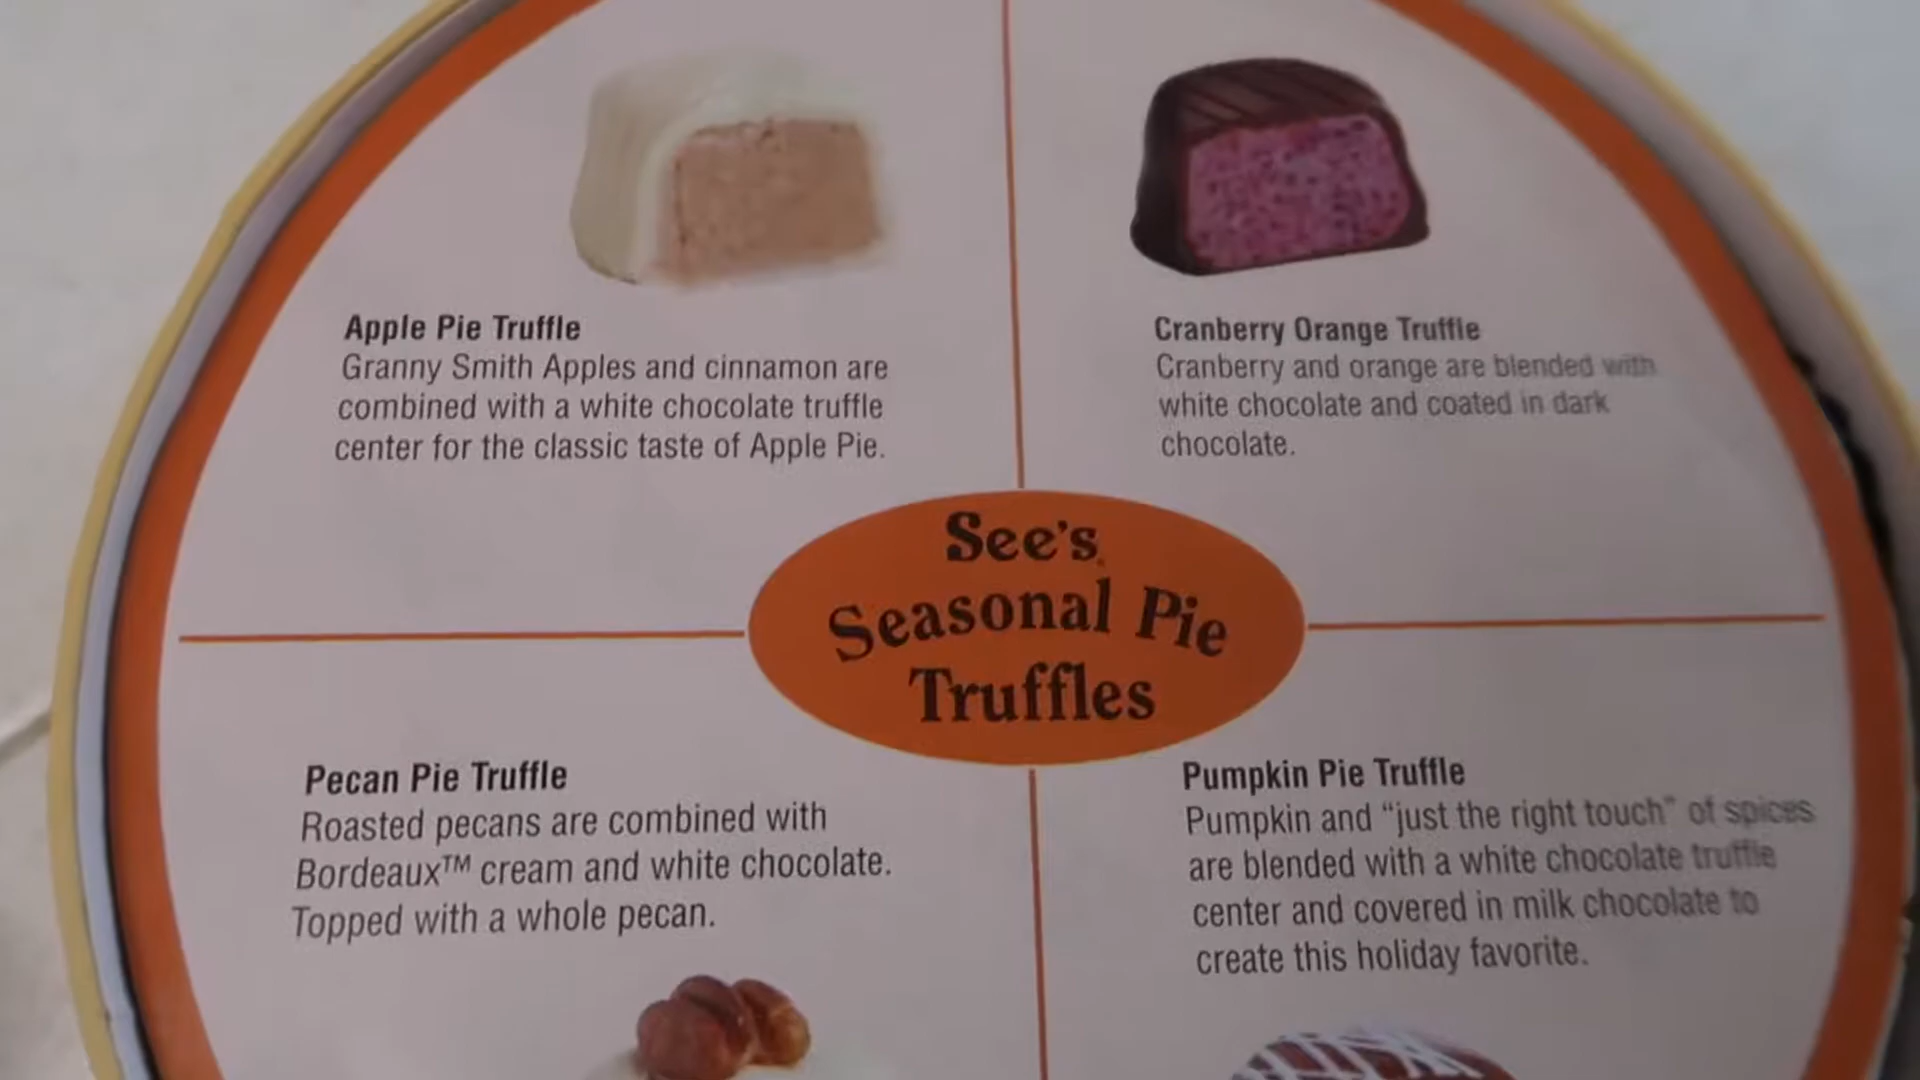 Apple Pie Truffle
Granny Smith Apples and cinnamon are
combined with a white chocolate truffle
center for the classic taste of Apple Pie.
Cranberry Orange Truffle
Cranberry and orange are blended with
white chocolate and coated in dark
chocolate.
See's
Seasonal Pie
Truffles
Pecan Pie Truffle
Roasted pecans are combined with
Bordeaux™ cream and white chocolate.
Topped with a whole pecan.
Pumpkin Pie Truffle
Pumpkin and “just the right touch” of spices
are blended with a white chocolate truffle
center and covered in milk chocolate to
create this holiday favorite.